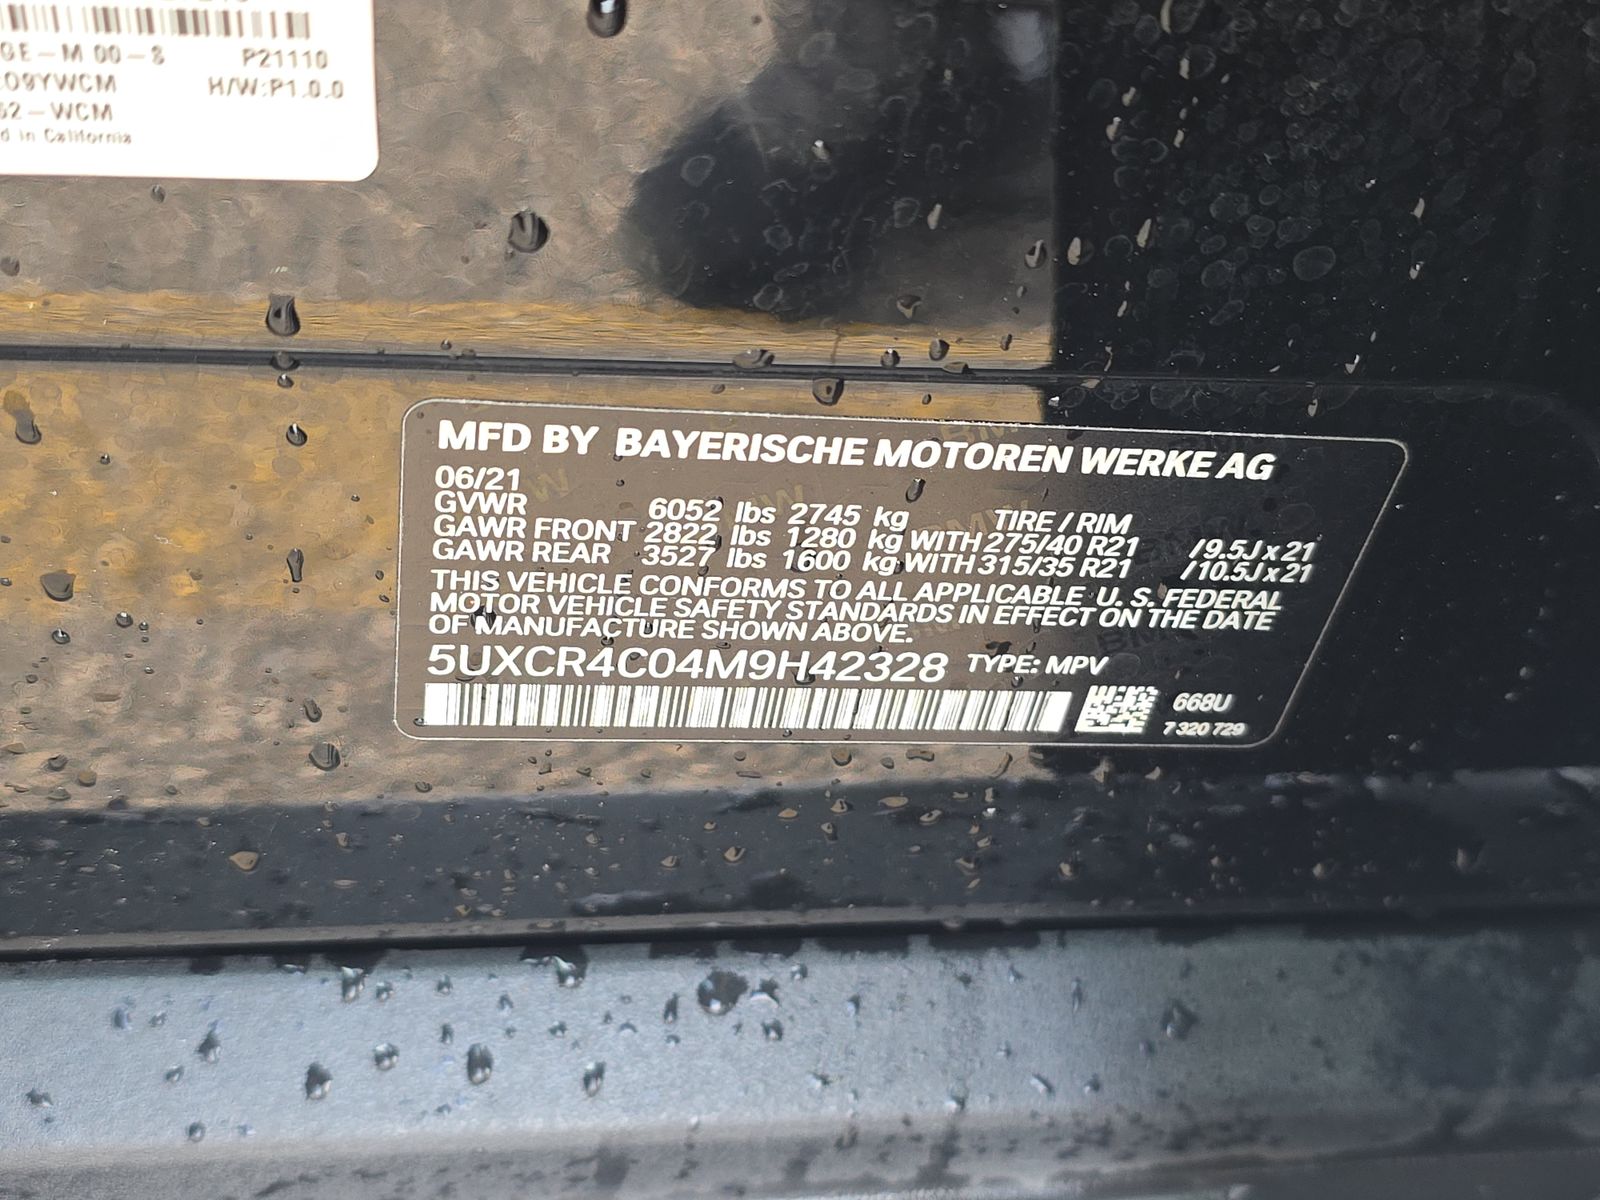 GE-M 00-8 P21110
O9YWCM H/W:P1.0.0
62-WCM
d in California
MFD BY BAYERISCHE MOTOREN WERKE AG
06/21
GVWR 6052 lbs 2745 kg TIRE / RIM
GAWR FRONT 2822 lbs 1280 kg WITH 275/40 R21 / 9.5J x 21
GAWR REAR 3527 lbs 1600 kg WITH 315/35 R21 / 10.5J x 21
THIS VEHICLE CONFORMS TO ALL APPLICABLE U. S. FEDERAL
MOTOR VEHICLE SAFETY STANDARDS IN EFFECT ON THE DATE
OF MANUFACTURE SHOWN ABOVE.
5UXCR4C04M9H42328 TYPE: MPV
668U
7 320 729